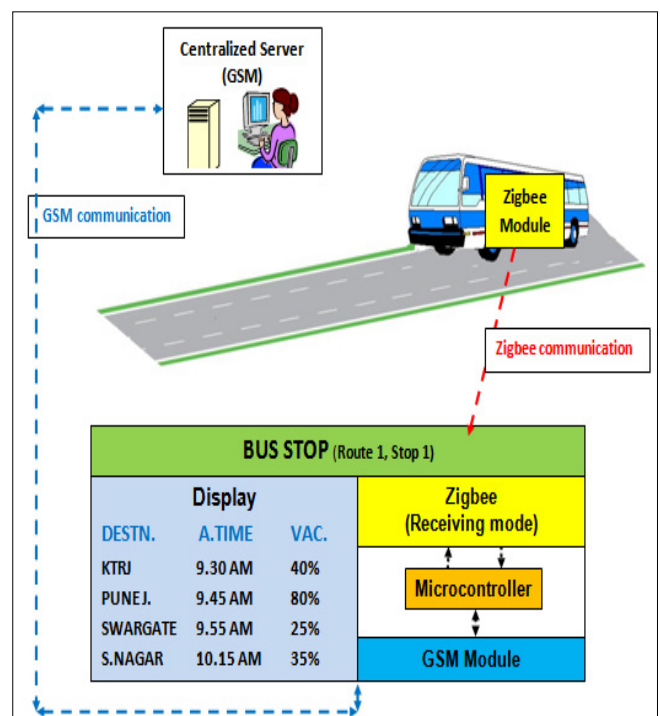 Centralized Server
(GSM)
GSM communication
Zigbee
Module
Zigbee communication
BUS STOP (Route 1, Stop 1)
Display
DESTN. A.TIME VAC.
KTRJ 9.30 AM 40%
PUNE J. 9.45 AM 80%
SWARGATE 9.55 AM 25%
S.NAGAR 10.15 AM 35%
Zigbee
(Receiving mode)
Microcontroller
GSM Module